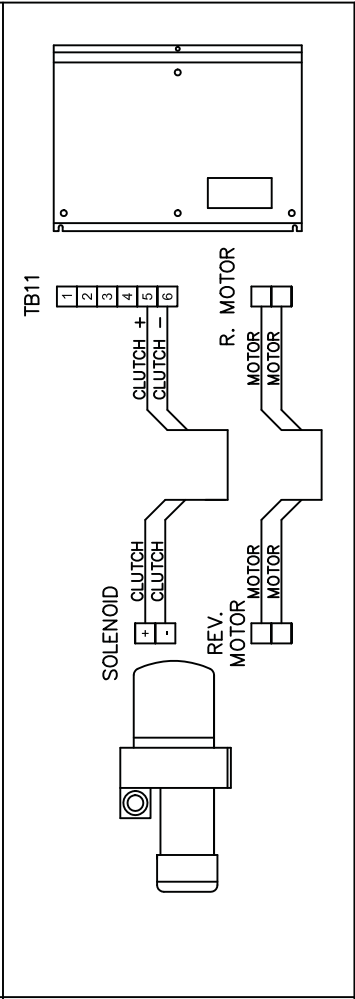 TB11
1
2
3
4
5
6
CLUTCH +
CLUTCH –
R. MOTOR
MOTOR
MOTOR
SOLENOID
+
-
CLUTCH
CLUTCH
REV.
MOTOR
MOTOR
MOTOR